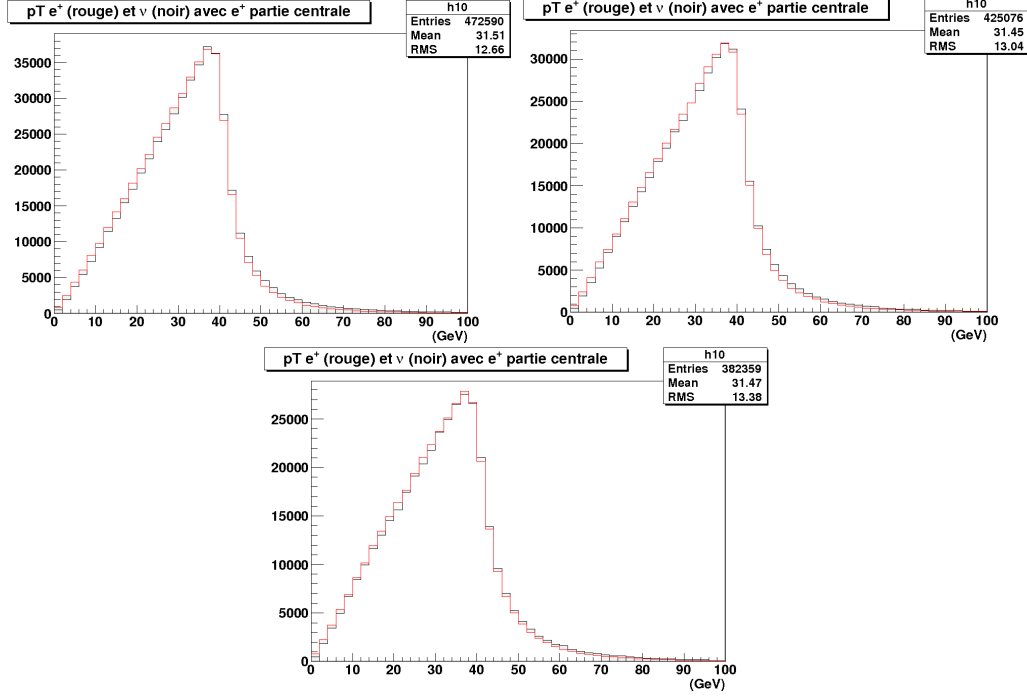 pT e⁺ (rouge) et ν (noir) avec e⁺ partie centrale
h10
Entries 472590
Mean 31.51
RMS 12.66
35000
30000
25000
20000
15000
10000
5000
0
0 10 20 30 40 50 60 70 80 90 100
(GeV)
pT e⁺ (rouge) et ν (noir) avec e⁺ partie centrale
h10
Entries 425076
Mean 31.45
RMS 13.04
30000
25000
20000
15000
10000
5000
0
0 10 20 30 40 50 60 70 80 90 100
(GeV)
pT e⁺ (rouge) et ν (noir) avec e⁺ partie centrale
h10
Entries 382359
Mean 31.47
RMS 13.38
25000
20000
15000
10000
5000
0
0 10 20 30 40 50 60 70 80 90 100
(GeV)